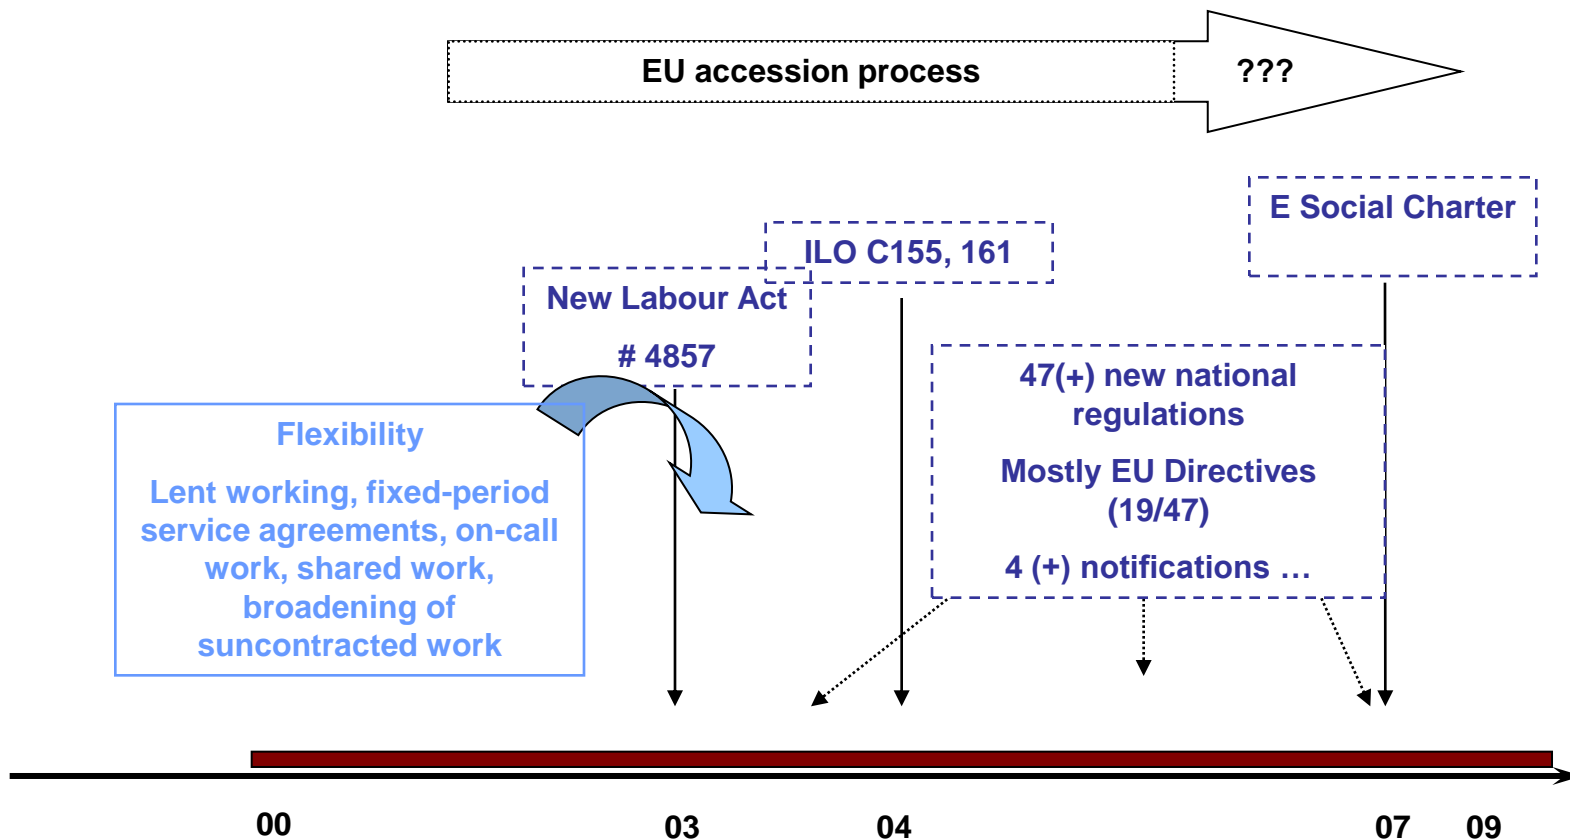 EU accession process
???
E Social Charter
ILO C155, 161
New Labour Act
# 4857
47(+) new national
regulations
Mostly EU Directives
(19/47)
4 (+) notifications …
Flexibility
Lent working, fixed-period
service agreements, on-call
work, shared work,
broadening of
suncontracted work
00
03
04
07
09